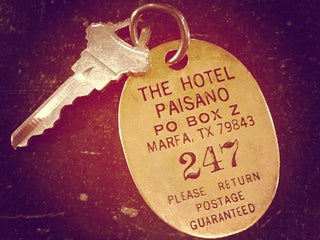 THE HOTEL
PAISANO
PO BOX Z
MARFA, TX 79843
247
PLEASE RETURN
POSTAGE
GUARANTEED